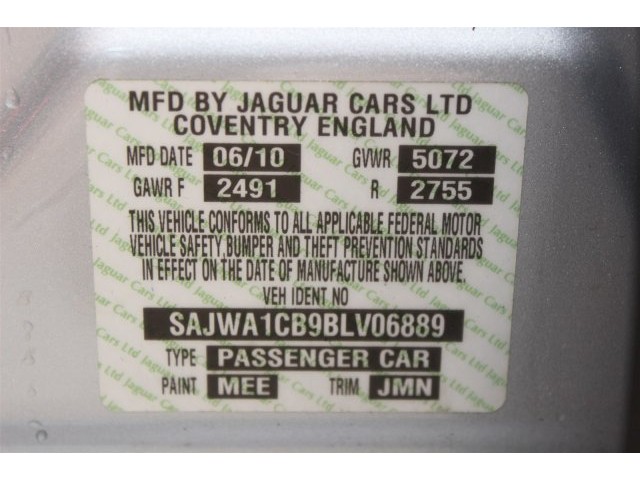 MFD BY JAGUAR CARS LTD
COVENTRY ENGLAND
MFD DATE 06/10 GVWR 5072
GAWR F 2491 R 2755
THIS VEHICLE CONFORMS TO ALL APPLICABLE FEDERAL MOTOR
VEHICLE SAFETY BUMPER AND THEFT PREVENTION STANDARDS
IN EFFECT ON THE DATE OF MANUFACTURE SHOWN ABOVE.
VEH IDENT NO
SAJWA1CB9BLV06889
TYPE PASSENGER CAR
PAINT MEE TRIM JMN